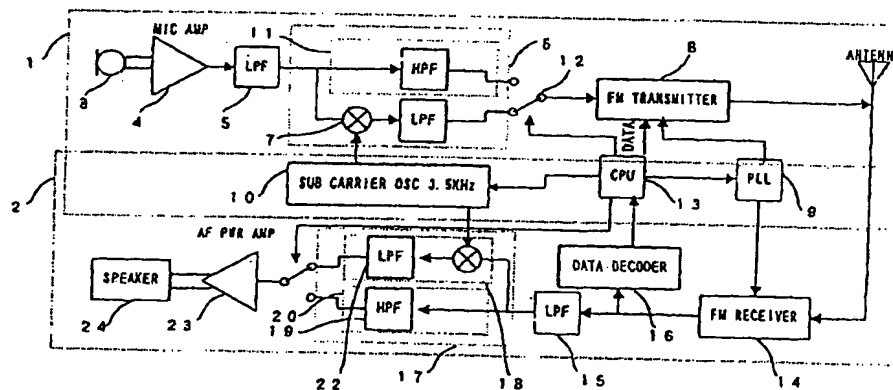 MIC AMP
1 1
6
1
LPF
HPF
1 2
8
ANTENN
3
4
5
FM TRANSMITTER
7
LPF
DATA
2
1 0
SUB CARRIER OSC 3.5KHz
CPU
1 3
PLL
9
AF PWR AMP
SPEAKER
LPF
DATA DECODER
2 4
2 3
2 0
1 9
HPF
LPF
1 6
FM RECEIVER
2 2
1 7
1 8
1 5
1 4